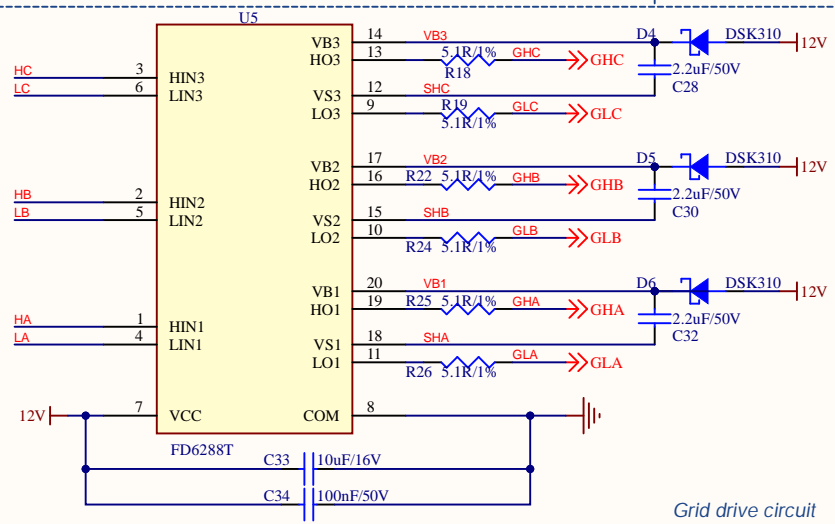 U5
14 VB3 D4 DSK310
VB3 12V
13 5.1R/1% GHC
HO3 GHC
R18
2.2uF/50V
C28
HC 3 HIN3
LC 6 LIN3
12 SHC
VS3
9 R19 GLC
LO3 GLC
5.1R/1%
17 VB2 D5 DSK310
VB2 12V
16 R22 5.1R/1% GHB
HO2 GHB
2.2uF/50V
C30
HB 2 HIN2
LB 5 LIN2
15 SHB
VS2
10 GLB
LO2 GLB
R24 5.1R/1%
20 VB1 D6 DSK310
VB1 12V
19 R25 5.1R/1% GHA
HO1 GHA
2.2uF/50V
C32
HA 1 HIN1
LA 4 LIN1
18 SHA
VS1
11 GLA
LO1 GLA
R26 5.1R/1%
12V 7 VCC COM 8
FD6288T
C33 10uF/16V
C34 100nF/50V
Grid drive circuit